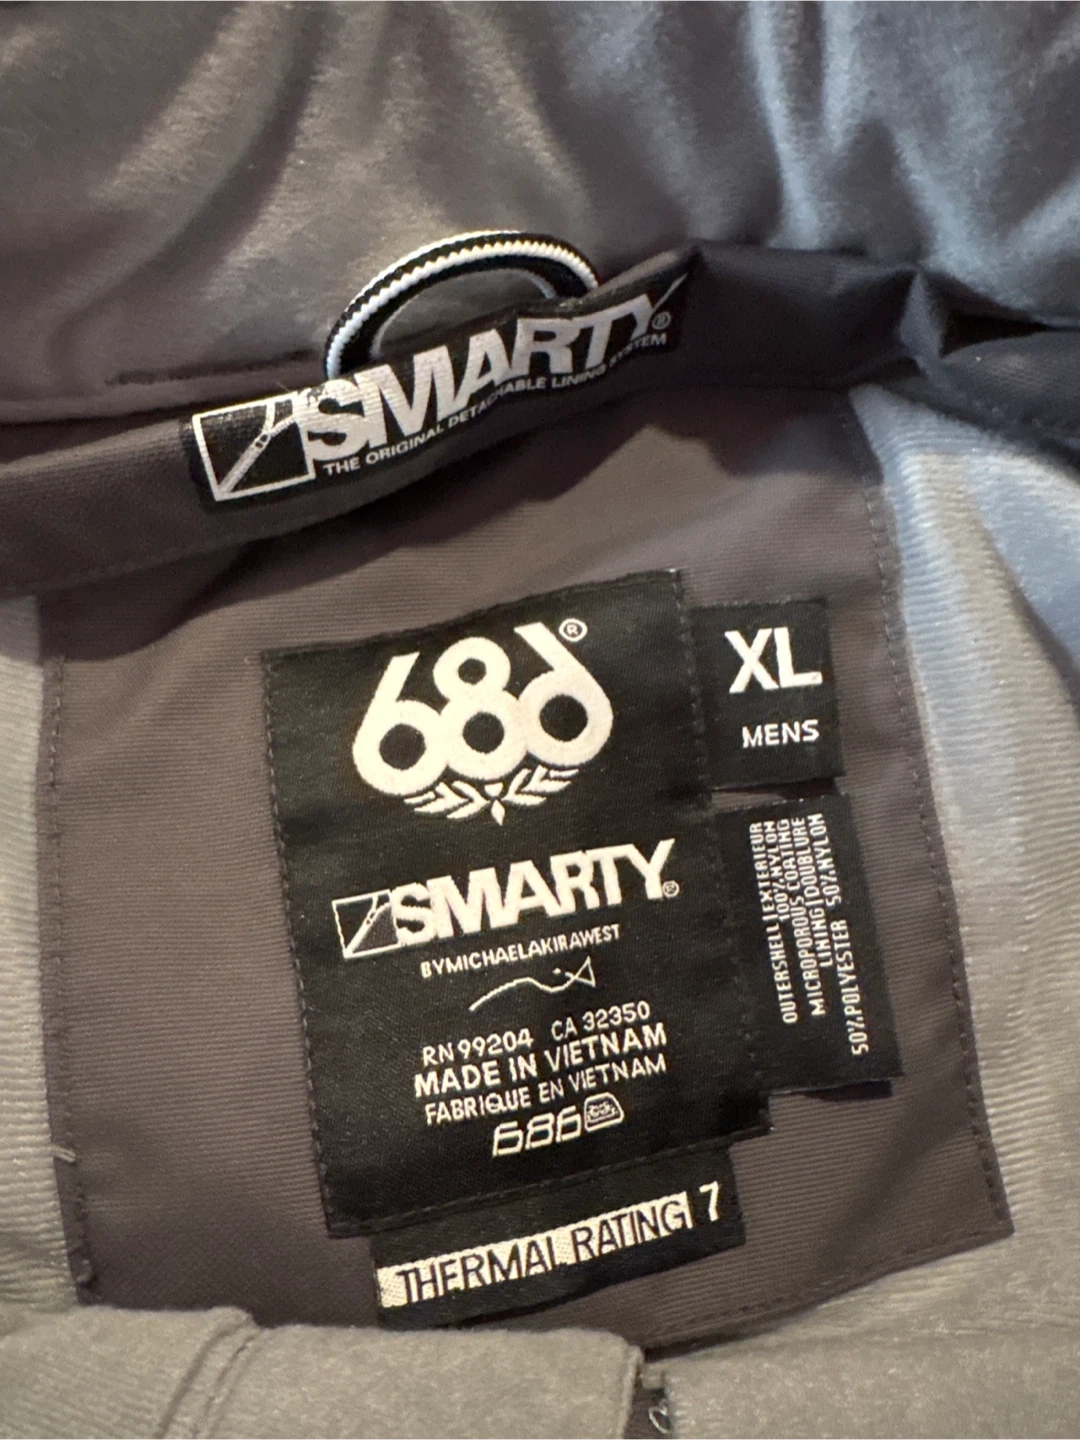 SMARTY®
THE ORIGINAL DETACHABLE LINING SYSTEM
686®
XL
MENS
SMARTY®
BYMICHAELAKIRAWEST
RN 99204 CA 32350
MADE IN VIETNAM
FABRIQUE EN VIETNAM
686
OUTERSHELL|EXTERIEUR
100%NYLON
MICROPOROUS COATING
LINING|DOUBLURE
50%POLYESTER 50%NYLON
THERMAL RATING 7